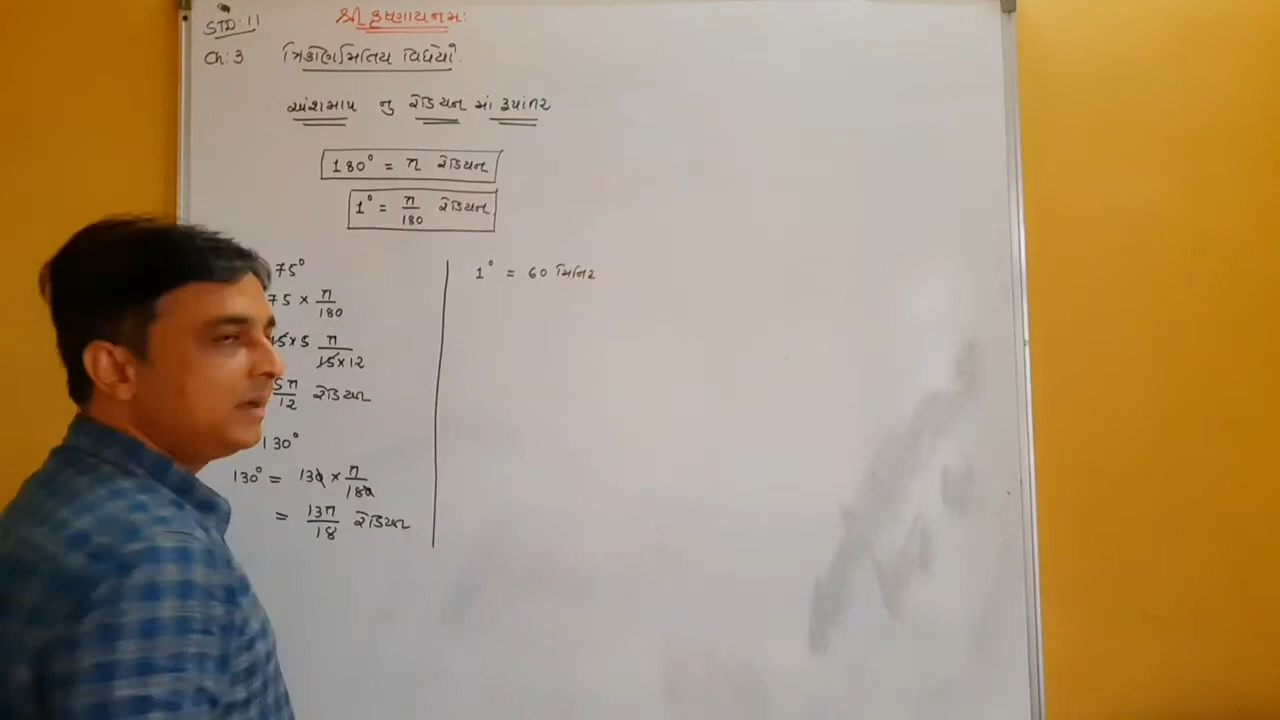 STD: 11
શ્રી કૃષ્ણાય નમઃ
Ch: 3 ત્રિકોણમિતિય વિધેયો.
અંશમાપ નુ રેડિયન માં રૂપાંતર
180° = π રેડિયન
1° = π/180 રેડિયન
75°
75 × π/180
15×5 π/15×12
5π/12 રેડિયન
130°
130° = 130 × π/180
= 13π/18 રેડિયન
1° = 60 મિનિટ